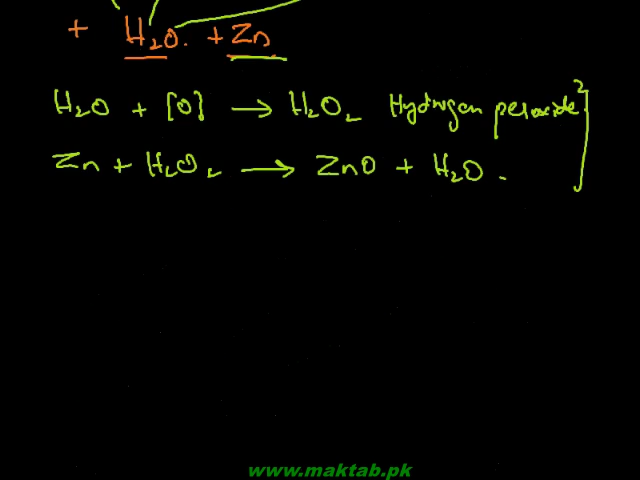 + H₂O. + Zn
H₂O + [O] → H₂O₂ Hydrogen peroxide
Zn + H₂O₂ → ZnO + H₂O.
www.maktab.pk